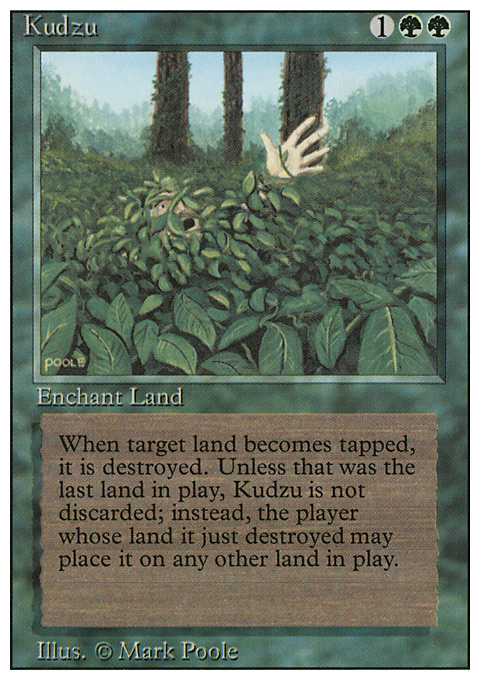 Kudzu 1
POOLE
Enchant Land
When target land becomes tapped,
it is destroyed. Unless that was the
last land in play, Kudzu is not
discarded; instead, the player
whose land it just destroyed may
place it on any other land in play.
Illus. © Mark Poole